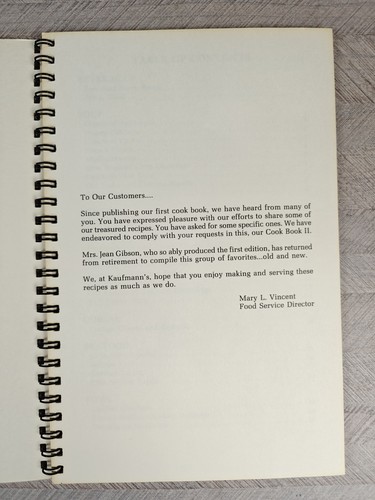 To Our Customers....
Since publishing our first cook book, we have heard from many of
you. You have expressed pleasure with our efforts to share some of
our treasured recipes. You have asked for some specific ones. We have
endeavored to comply with your requests in this, our Cook Book II.
Mrs. Jean Gibson, who so ably produced the first edition, has returned
from retirement to compile this group of favorites...old and new.
We, at Kaufmann's, hope that you enjoy making and serving these
recipes as much as we do.
Mary L. Vincent
Food Service Director